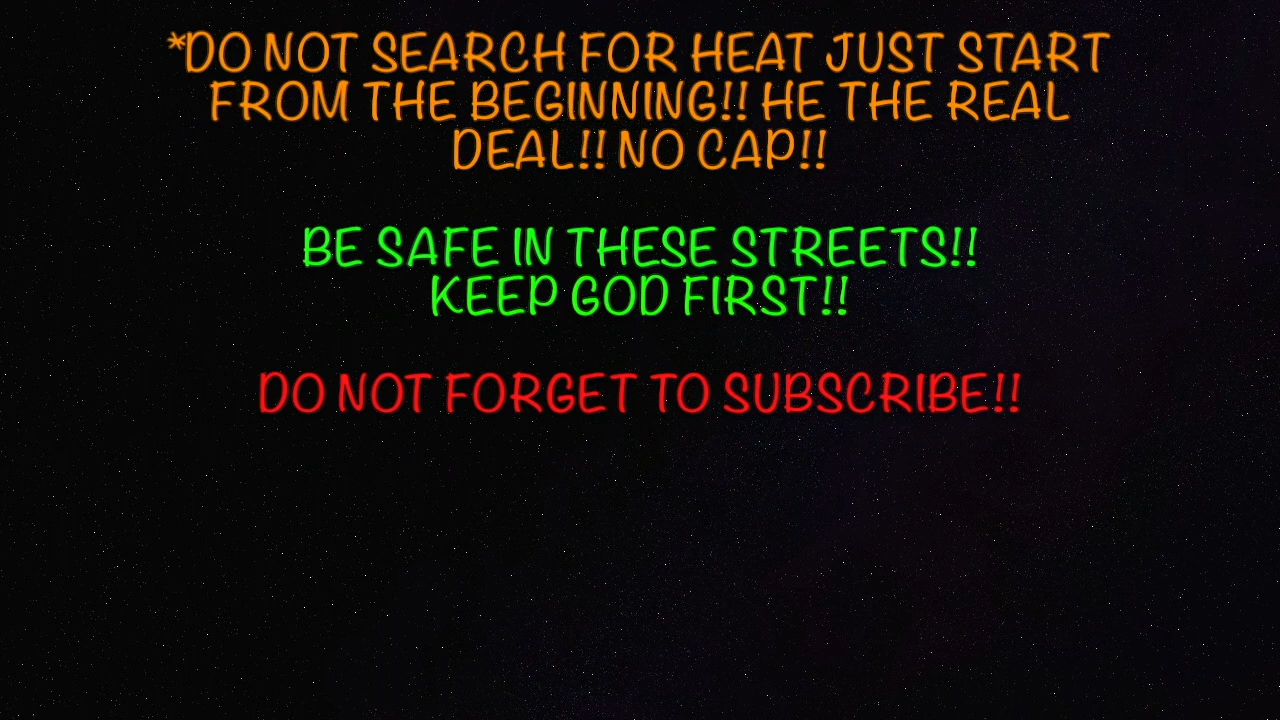 *DO NOT SEARCH FOR HEAT JUST START
FROM THE BEGINNING!! HE THE REAL
DEAL!! NO CAP!!
BE SAFE IN THESE STREETS!!
KEEP GOD FIRST!!
DO NOT FORGET TO SUBSCRIBE!!